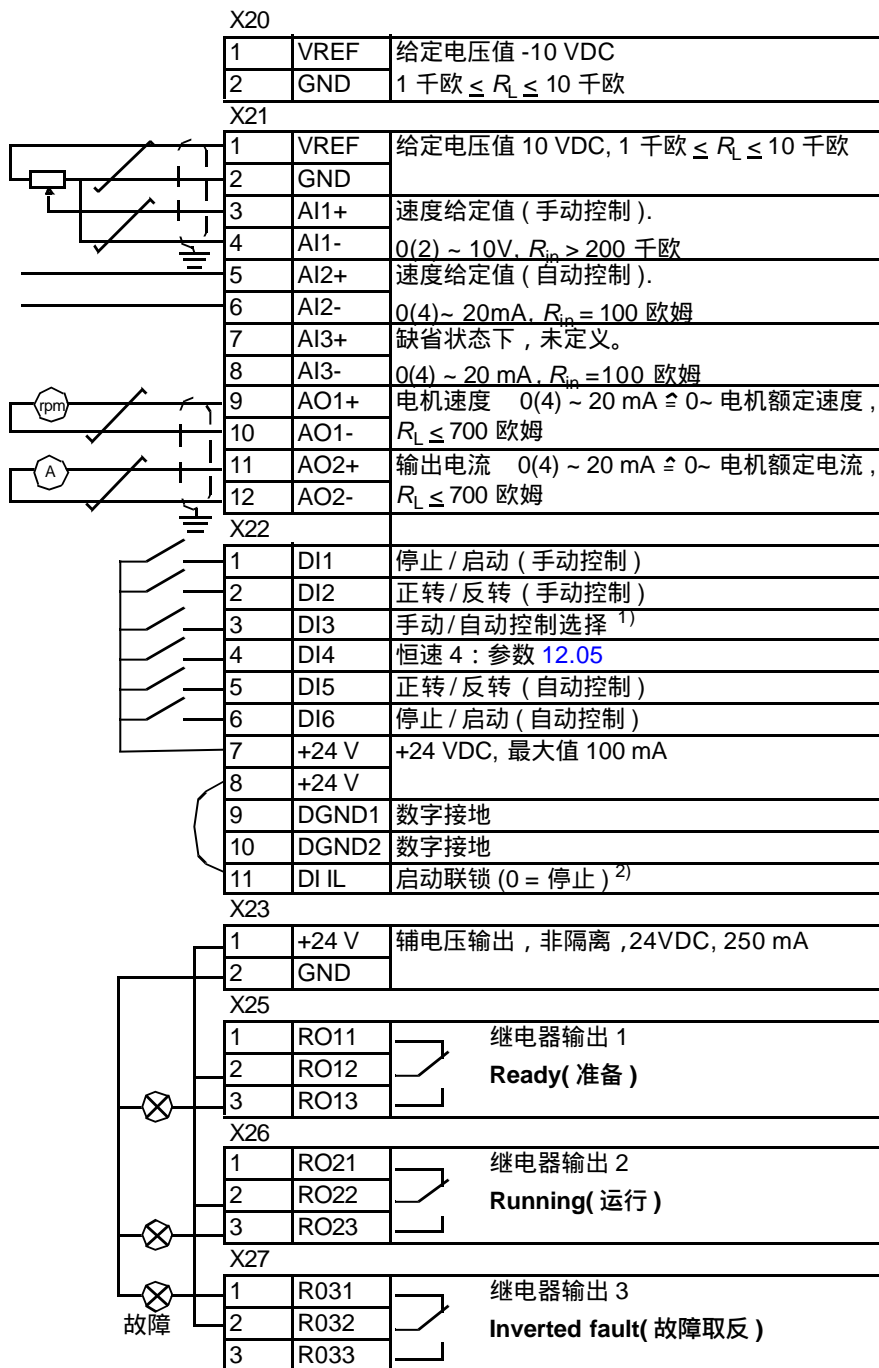 X20
1 VREF 给定电压值 -10 VDC
2 GND 1 千欧 ≤ RL ≤ 10 千欧
X21
1 VREF 给定电压值 10 VDC, 1 千欧 ≤ RL ≤ 10 千欧
2 GND
3 AI1+ 速度给定值 ( 手动控制 ).
4 AI1- 0(2) ~ 10V, Rin > 200 千欧
5 AI2+ 速度给定值 ( 自动控制 ).
6 AI2- 0(4)~ 20mA, Rin = 100 欧姆
7 AI3+ 缺省状态下，未定义。
8 AI3- 0(4) ~ 20 mA, Rin =100 欧姆
rpm
9 AO1+ 电机速度 0(4) ~ 20 mA ≙ 0~ 电机额定速度，
10 AO1- RL ≤ 700 欧姆
A
11 AO2+ 输出电流 0(4) ~ 20 mA ≙ 0~ 电机额定电流，
12 AO2- RL ≤ 700 欧姆
X22
1 DI1 停止 / 启动 ( 手动控制 )
2 DI2 正转 / 反转 ( 手动控制 )
3 DI3 手动/自动控制选择 1)
4 DI4 恒速 4：参数 12.05
5 DI5 正转 / 反转 ( 自动控制 )
6 DI6 停止 / 启动 ( 自动控制 )
7 +24 V +24 VDC, 最大值 100 mA
8 +24 V
9 DGND1 数字接地
10 DGND2 数字接地
11 DI IL 启动联锁 (0 = 停止 ) 2)
X23
1 +24 V 辅电压输出，非隔离 ,24VDC, 250 mA
2 GND
X25
1 RO11 继电器输出 1
2 RO12 Ready( 准备 )
3 RO13
X26
1 RO21 继电器输出 2
2 RO22 Running( 运行 )
3 RO23
X27
1 R031 继电器输出 3
故障
2 R032 Inverted fault( 故障取反 )
3 R033